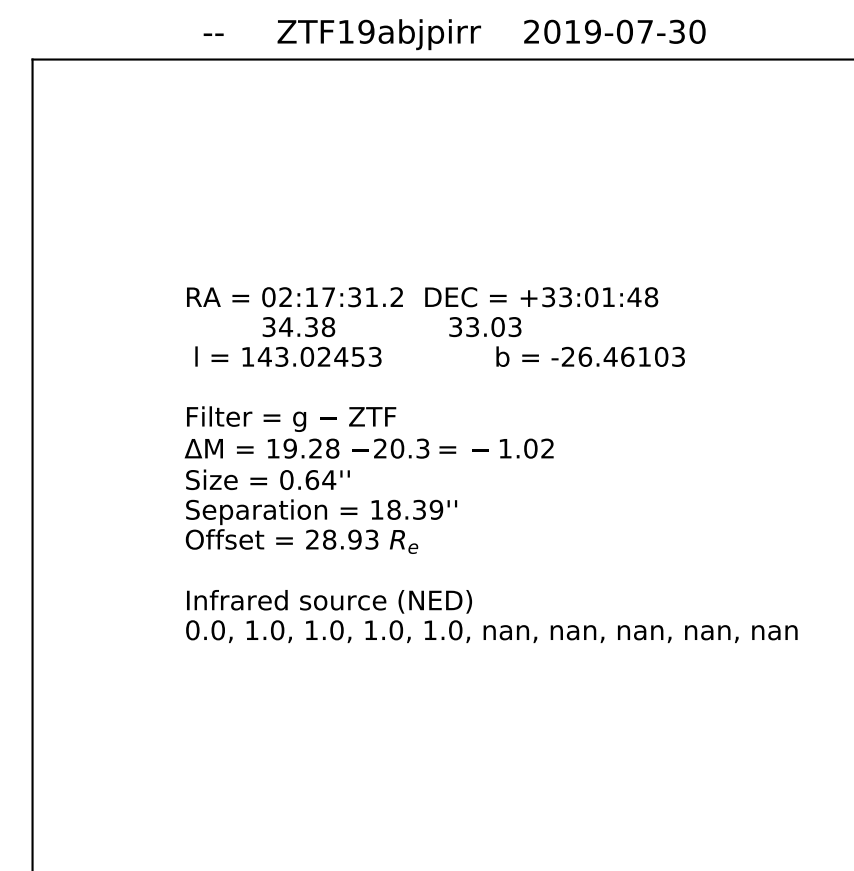 -- ZTF19abjpirr 2019-07-30
RA = 02:17:31.2 DEC = +33:01:48
34.38 33.03
l = 143.02453 b = -26.46103
Filter = g − ZTF
ΔM = 19.28 −20.3 = − 1.02
Size = 0.64''
Separation = 18.39''
Offset = 28.93 Re
Infrared source (NED)
0.0, 1.0, 1.0, 1.0, 1.0, nan, nan, nan, nan, nan